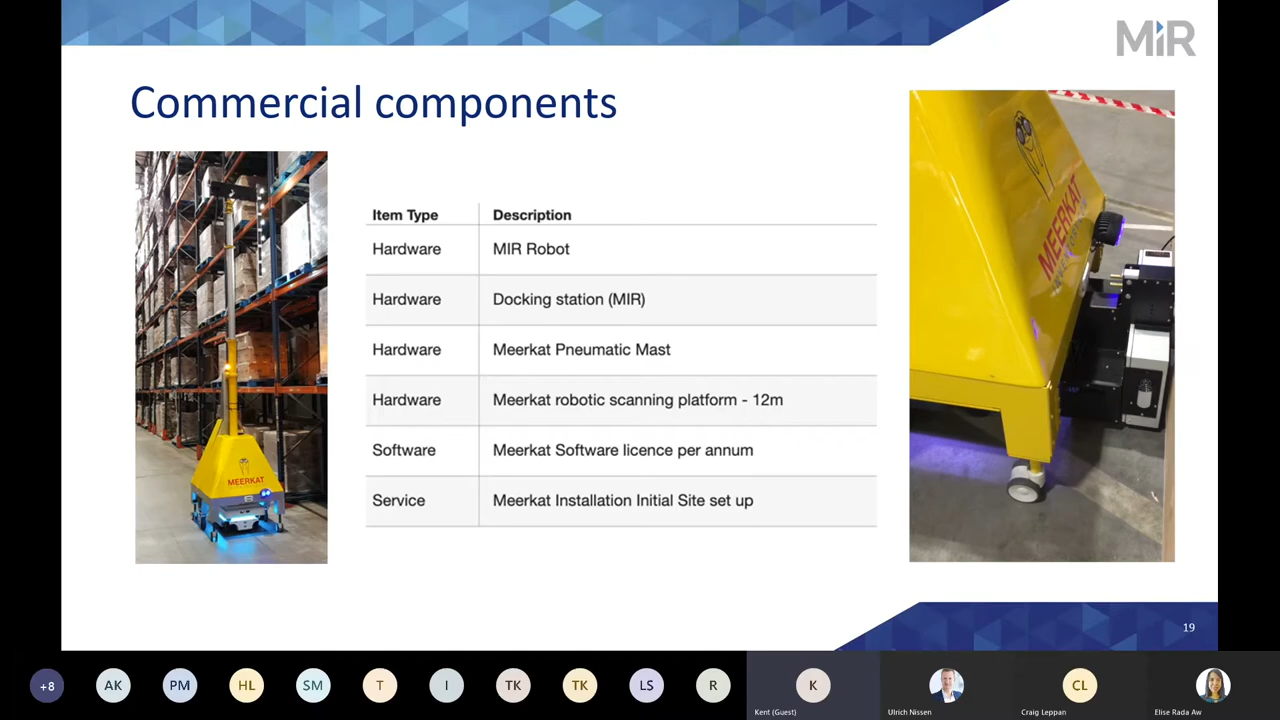 MiR
Commercial components
MEERKAT
Item Type Description
Hardware MIR Robot
Hardware Docking station (MIR)
Hardware Meerkat Pneumatic Mast
Hardware Meerkat robotic scanning platform - 12m
Software Meerkat Software licence per annum
Service Meerkat Installation Initial Site set up
MEERKAT
19
+8 AK PM HL SM T I TK TK LS R K CL
Kent (Guest) Ulrich Nissen Craig Leppan Elise Rada Aw